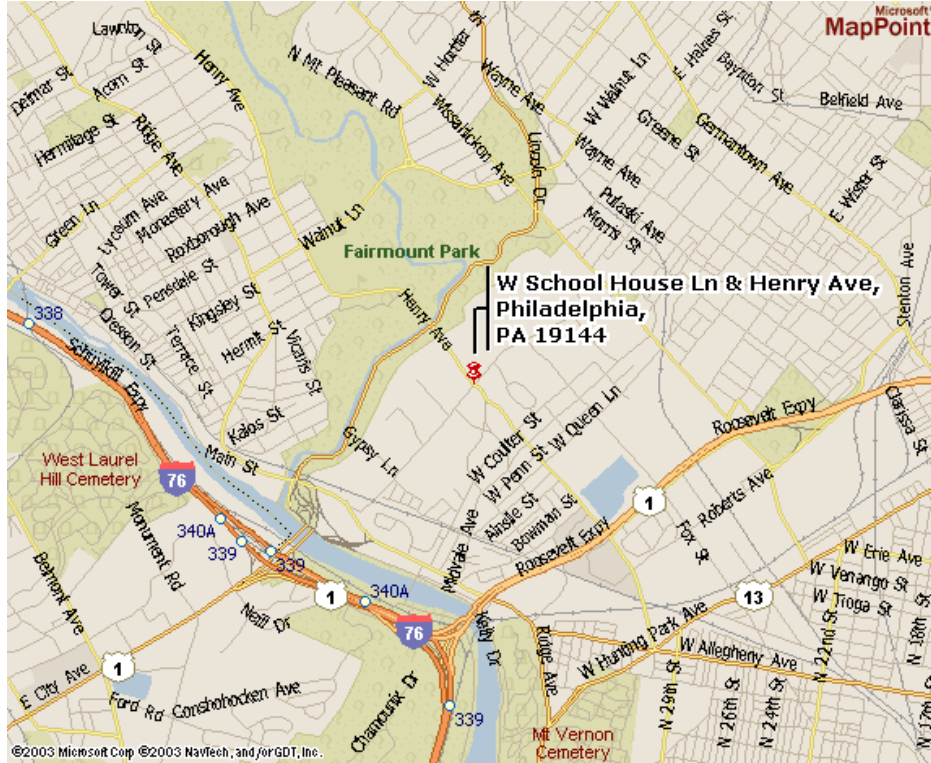 Microsoft
MapPoint
Lawnton St
Acorn St
Delmar St
Hermitage St
Ridge Ave
Henry Ave
N Mt Pleasant Rd
W Hortter
Wissahickon Ave
Wayne Ave
Lincoln Dr
W Walnut Ln
E Haines St
Baynton St
Belfield Ave
Greene St
Wayne Ave
Germantown Ave
E Wister St
Pulaski Ave
Morris St
Green Ln
Lyceum Ave
Monastery Ave
Roxborough Ave
Walnut Ln
Fairmount Park
Tower St
Pensdale St
Dresson St
Kingsley St
Terrace St
Hermit St
Vicaris St
Henry Ave
W School House Ln & Henry Ave,
Philadelphia,
PA 19144
Stenton Ave
338
Schuylkill Expy
Kalos St
Main St
Gypsy Ln
W Coulter St
W Penn St
W Queen Ln
Roosevelt Expy
Clarissa St
West Laurel
Hill Cemetery
76
1
Ainslie St
Bowman St
Roosevelt Expy
Midvale Ave
Fox St
Roberts Ave
340A
339
339
Monument Rd
Belmont Ave
340A
1
13
W Erie Ave
W Venango St
W Tioga St
Neill Dr
76
Kelly Dr
Ridge Ave
W Hunting Park Ave
W Allegheny Ave
N 22nd St
N 18th St
1
E City Ave
Ford Rd
Conshohocken Ave
Chamounix Dr
339
Mt Vernon
Cemetery
N 29th St
N 26th St
N 24th St
N 17th St
©2003 Microsoft Corp ©2003 NavTech, and/or GDT, Inc.